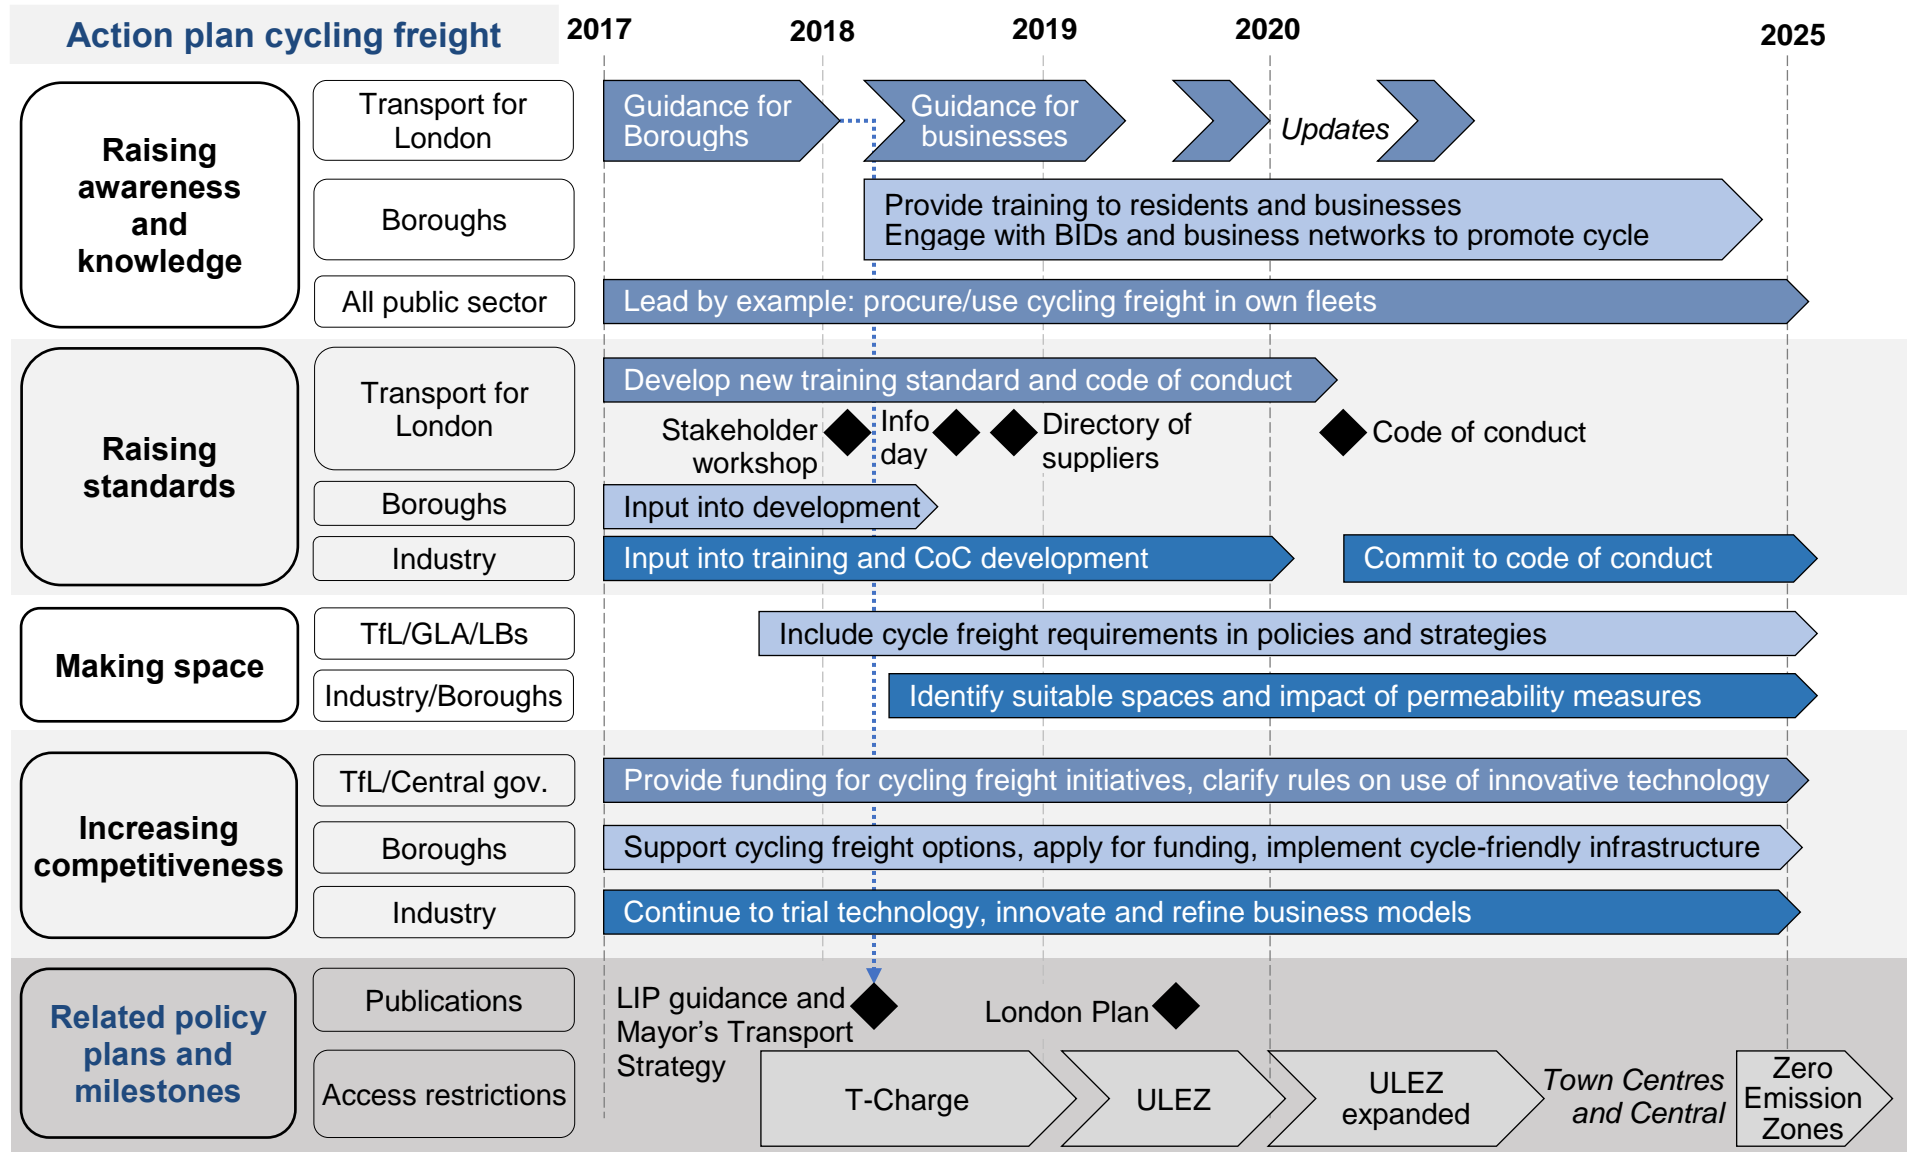 Action plan cycling freight
2017
2018
2019
2020
2025
Raising
awareness
and
knowledge
Transport for
London
Guidance for
Boroughs
Guidance for
businesses
Updates
Boroughs
Provide training to residents and businesses
Engage with BIDs and business networks to promote cycle
All public sector
Lead by example: procure/use cycling freight in own fleets
Raising
standards
Transport for
London
Develop new training standard and code of conduct
Stakeholder
workshop
Info
day
Directory of
suppliers
Code of conduct
Boroughs
Input into development
Industry
Input into training and CoC development
Commit to code of conduct
Making space
TfL/GLA/LBs
Include cycle freight requirements in policies and strategies
Industry/Boroughs
Identify suitable spaces and impact of permeability measures
Increasing
competitiveness
TfL/Central gov.
Provide funding for cycling freight initiatives, clarify rules on use of innovative technology
Boroughs
Support cycling freight options, apply for funding, implement cycle-friendly infrastructure
Industry
Continue to trial technology, innovate and refine business models
Related policy
plans and
milestones
Publications
LIP guidance and
Mayor’s Transport
Strategy
London Plan
Access restrictions
T-Charge
ULEZ
ULEZ
expanded
Town Centres
and Central
Zero
Emission
Zones